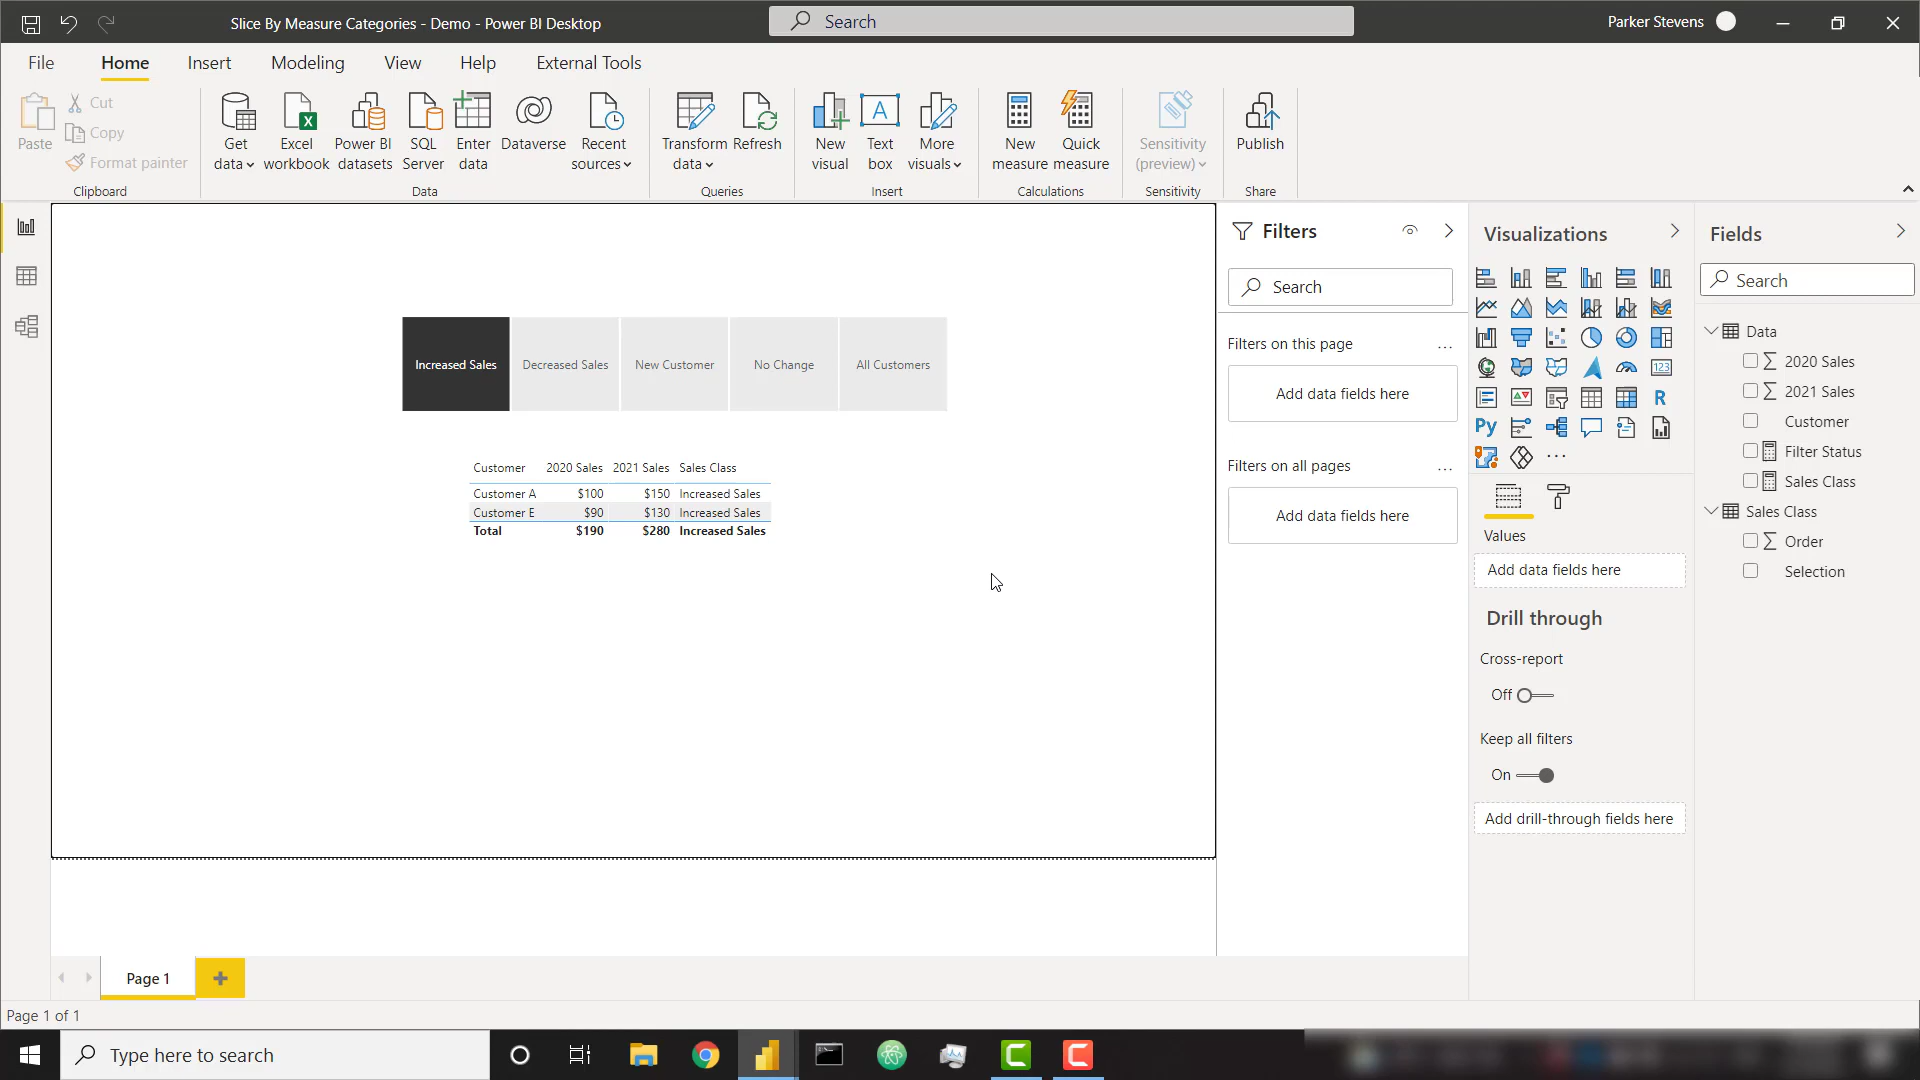 Slice By Measure Categories - Demo - Power BI Desktop
Search
Parker Stevens
File Home Insert Modeling View Help External Tools
Paste
Cut
Copy
Format painter
Clipboard
Get data
Excel workbook
Power BI datasets
SQL Server
Enter data
Dataverse
Recent sources
Data
Transform data
Refresh
Queries
New visual
Text box
More visuals
Insert
New measure
Quick measure
Calculations
Sensitivity (preview)
Sensitivity
Publish
Share
Increased Sales
Decreased Sales
New Customer
No Change
All Customers
Customer 2020 Sales 2021 Sales Sales Class
Customer A $100 $150 Increased Sales
Customer E $90 $130 Increased Sales
Total $190 $280 Increased Sales
Filters
Search
Filters on this page ...
Add data fields here
Filters on all pages ...
Add data fields here
Visualizations
123
R
Py
...
Values
Add data fields here
Drill through
Cross-report
Off
Keep all filters
On
Add drill-through fields here
Fields
Search
Data
2020 Sales
2021 Sales
Customer
Filter Status
Sales Class
Sales Class
Order
Selection
Page 1
Page 1 of 1
Type here to search